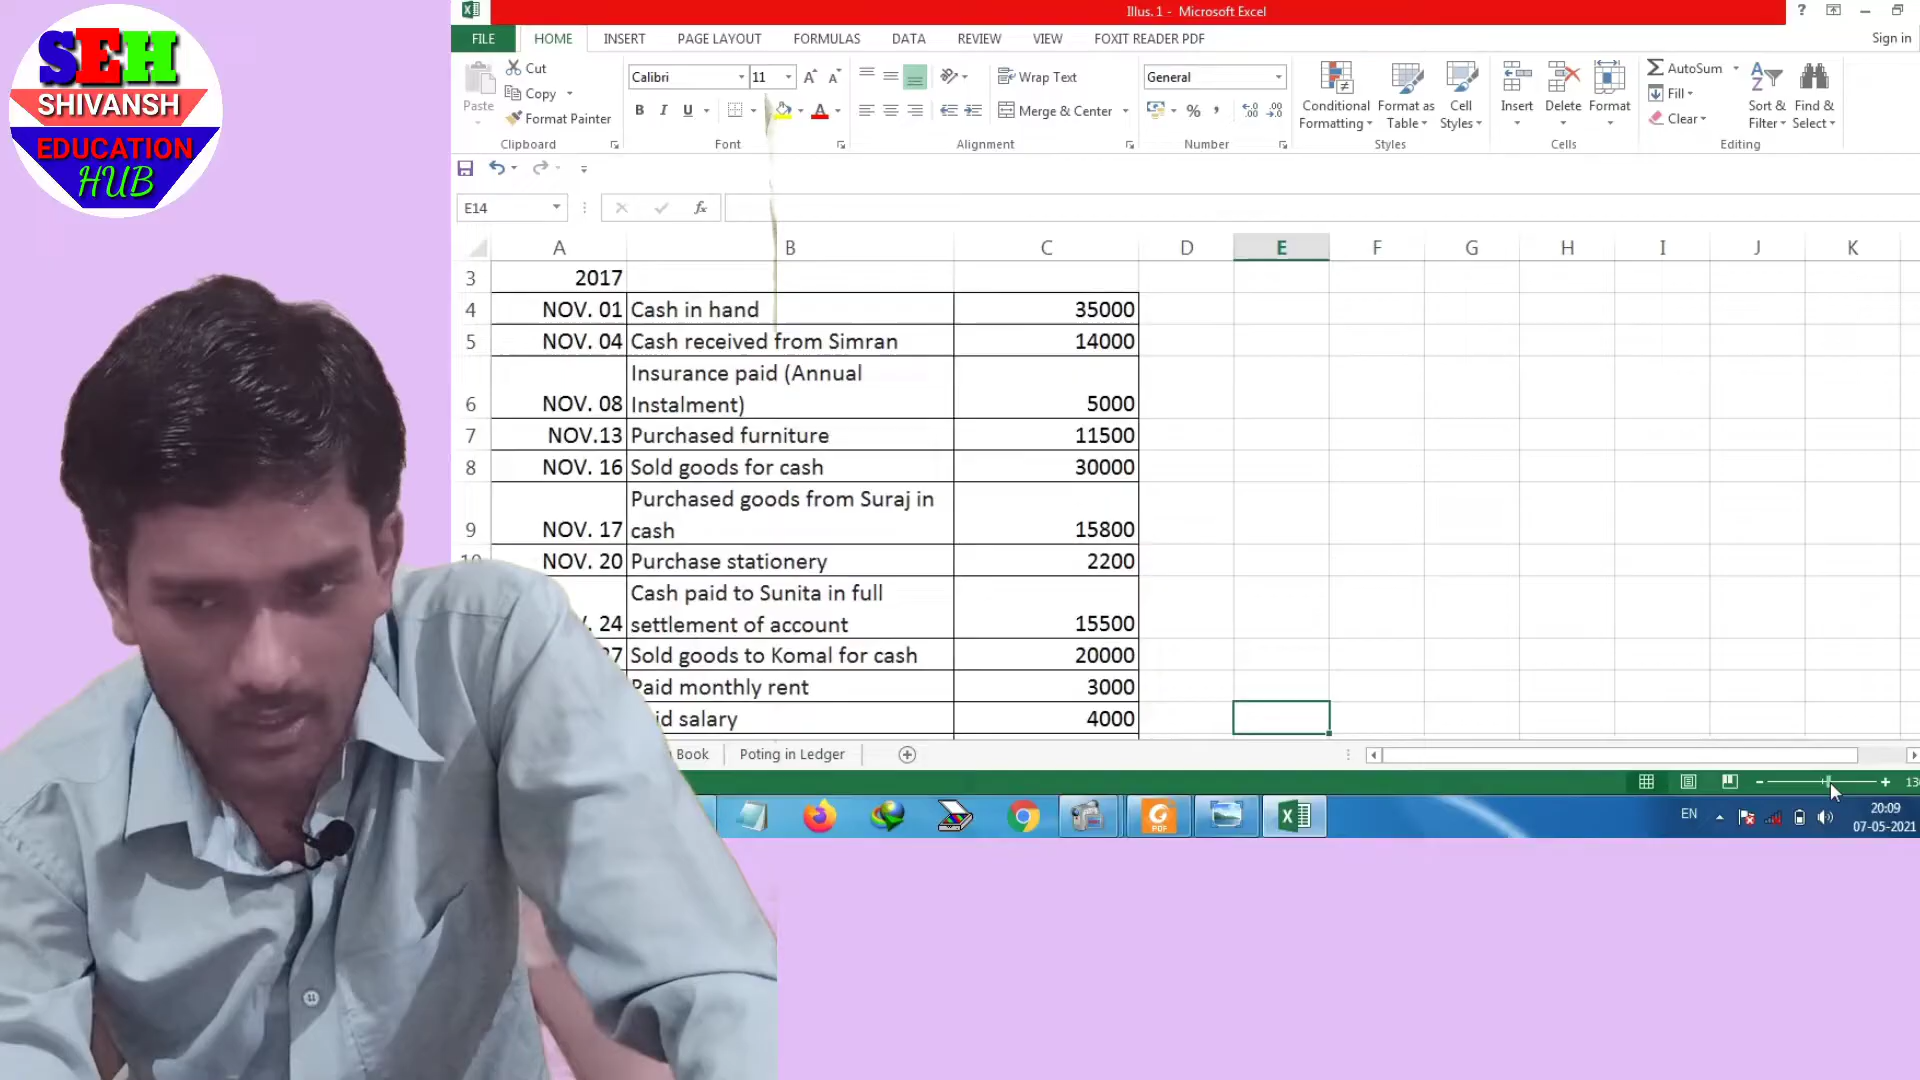 SEH
SHIVANSH
EDUCATION
HUB
Illus. 1 - Microsoft Excel
?
FILE HOME INSERT PAGE LAYOUT FORMULAS DATA REVIEW VIEW FOXIT READER PDF Sign in
Paste
Cut
Copy
Format Painter
Clipboard
Calibri 11
B I U
Font
Wrap Text
Merge & Center
Alignment
General
Number
Conditional Formatting
Format as Table
Cell Styles
Styles
Insert Delete Format
Cells
AutoSum
Fill
Clear
Sort & Filter
Find & Select
Editing
E14 fx
A B C D E F G H I J K
3 2017
4 NOV. 01 Cash in hand 35000
5 NOV. 04 Cash received from Simran 14000
Insurance paid (Annual
6 NOV. 08 Instalment) 5000
7 NOV.13 Purchased furniture 11500
8 NOV. 16 Sold goods for cash 30000
Purchased goods from Suraj in
9 NOV. 17 cash 15800
10 NOV. 20 Purchase stationery 2200
Cash paid to Sunita in full
24 settlement of account 15500
Sold goods to Komal for cash 20000
Paid monthly rent 3000
salary 4000
Book Poting in Ledger
PDF
EN
20:09
07-05-2021